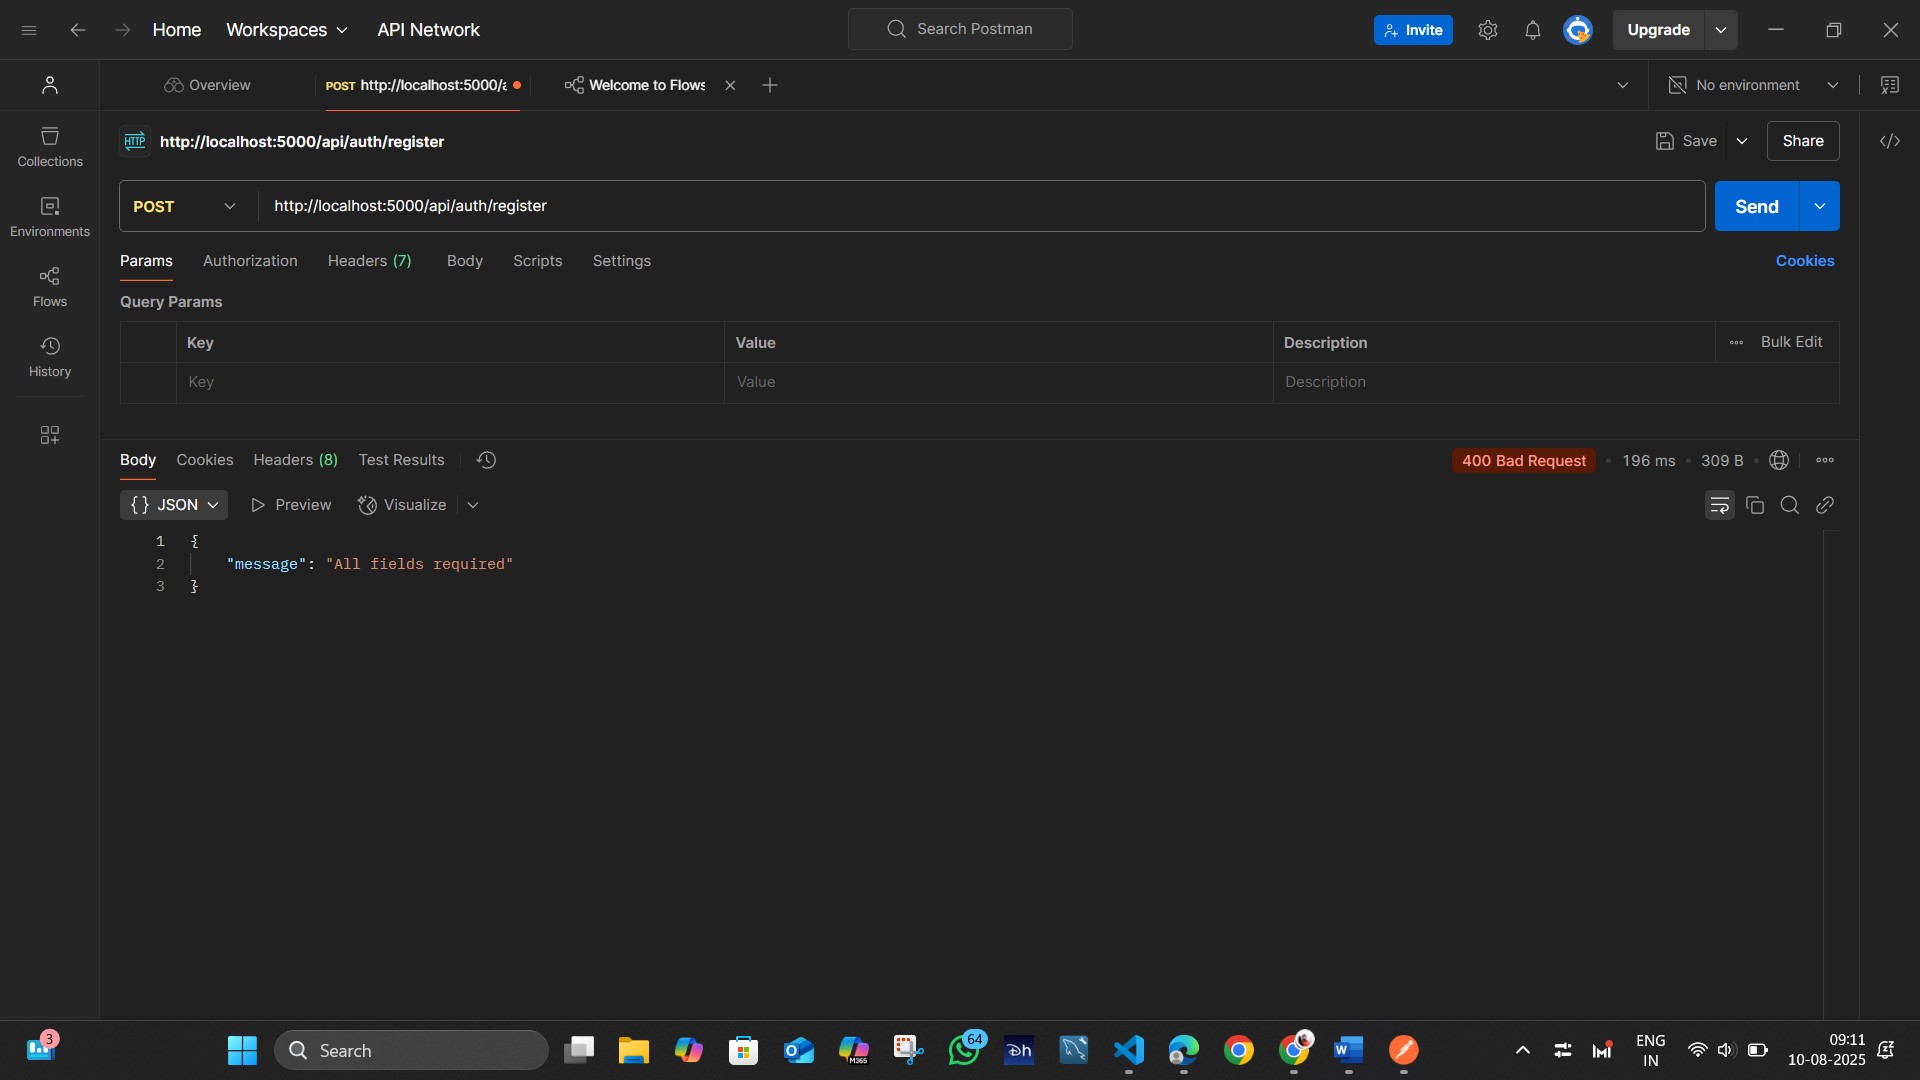 Home
Workspaces
API Network
Search Postman
Invite
Upgrade
Overview
POST http://localhost:5000/a
Welcome to Flows
No environment
HTTP
http://localhost:5000/api/auth/register
Save
Share
Collections
POST
http://localhost:5000/api/auth/register
Send
Environments
Params
Authorization
Headers (7)
Body
Scripts
Settings
Cookies
Flows
Query Params
Key
Value
Description
Bulk Edit
History
Key
Value
Description
Body
Cookies
Headers (8)
Test Results
400 Bad Request
196 ms
309 B
{ } JSON
Preview
Visualize
1 {
2 "message": "All fields required"
3 }
3
Search
M365
64
Dh
W
ENG
IN
09:11
10-08-2025